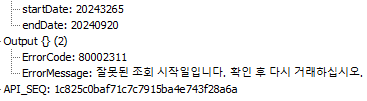 startDate: 20243265
endDate: 20240920
Output {} (2)
ErrorCode: 80002311
ErrorMessage: 잘못된 조회 시작일입니다. 확인 후 다시 거래하십시오.
API_SEQ: 1c825c0baf71c7c7915ba4e743f28a6a